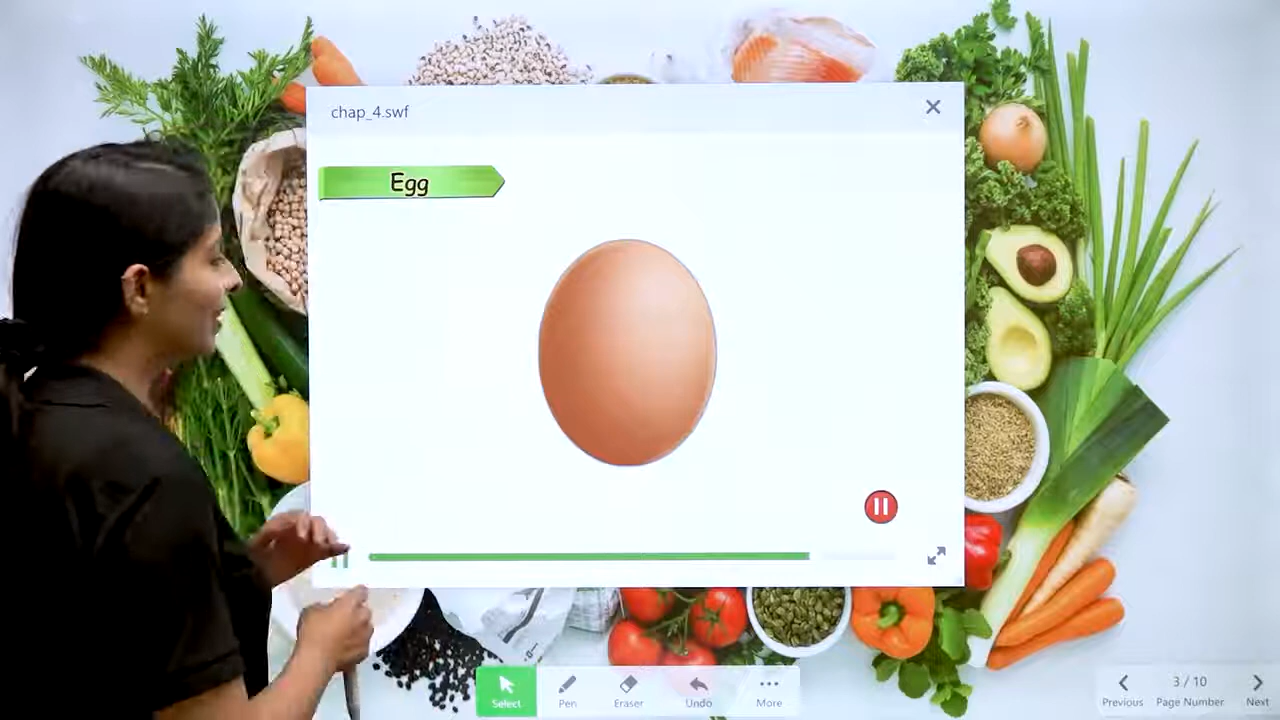 chap_4.swf
Egg
Select
Pen
Eraser
Undo
More
Previous
3 / 10
Page Number
Next